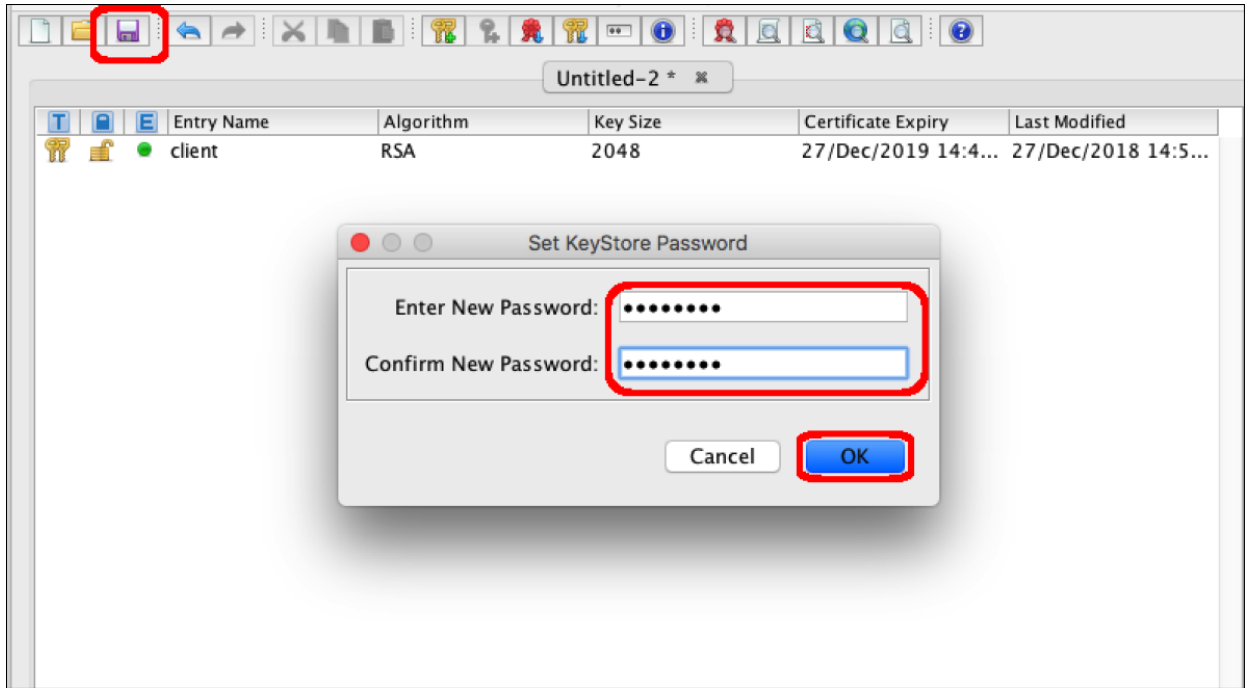 Untitled-2 *
T E Entry Name Algorithm Key Size Certificate Expiry Last Modified
client RSA 2048 27/Dec/2019 14:4... 27/Dec/2018 14:5...
Set KeyStore Password
Enter New Password: ••••••••
Confirm New Password: ••••••••
Cancel OK